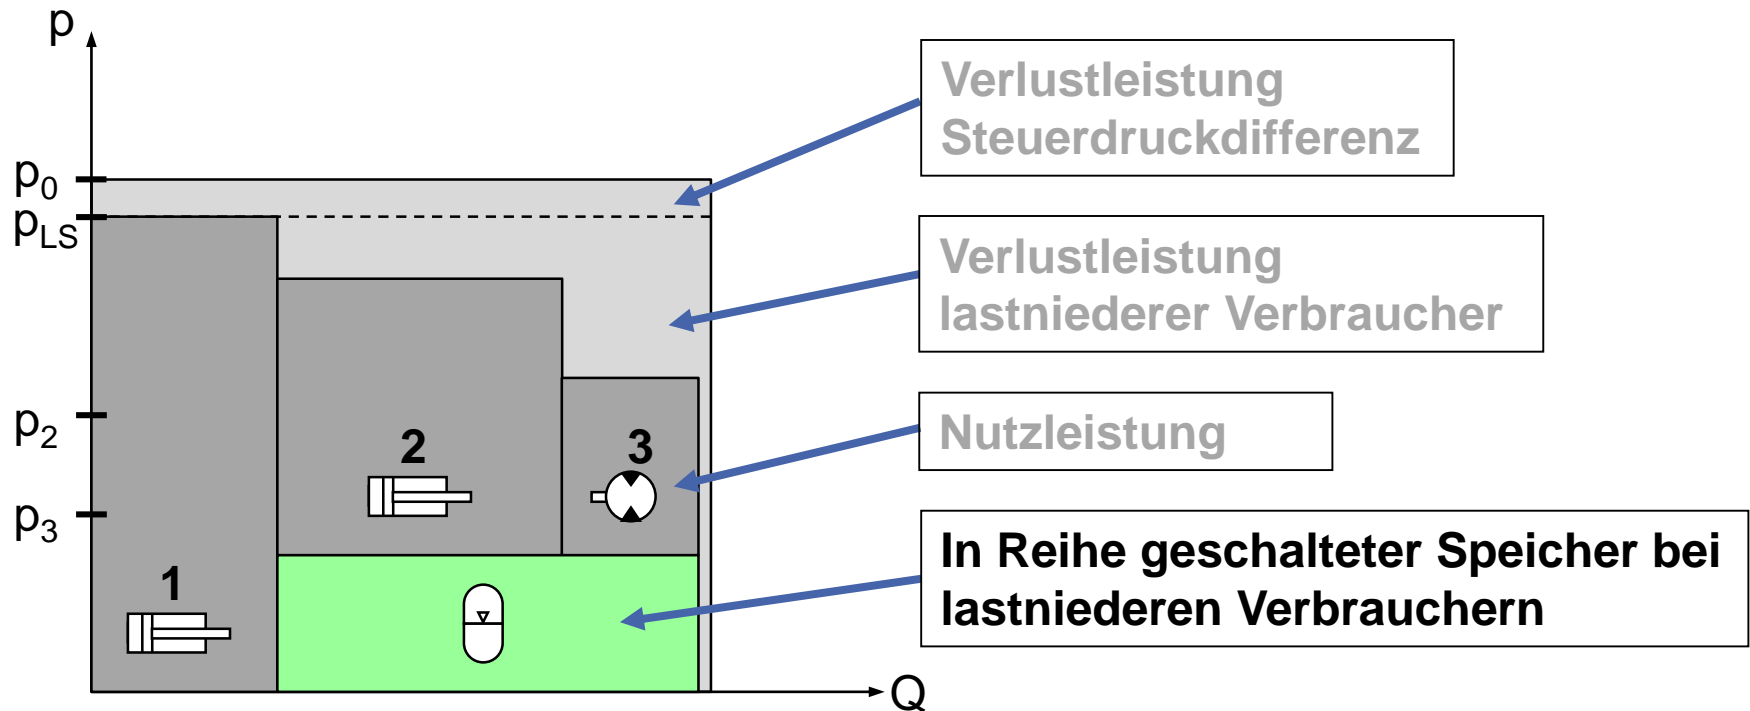 p
p0
pLS
p2
p3
Q
1
2
3
Verlustleistung
Steuerdruckdifferenz
Verlustleistung
lastniederer Verbraucher
Nutzleistung
In Reihe geschalteter Speicher bei
lastniederen Verbrauchern